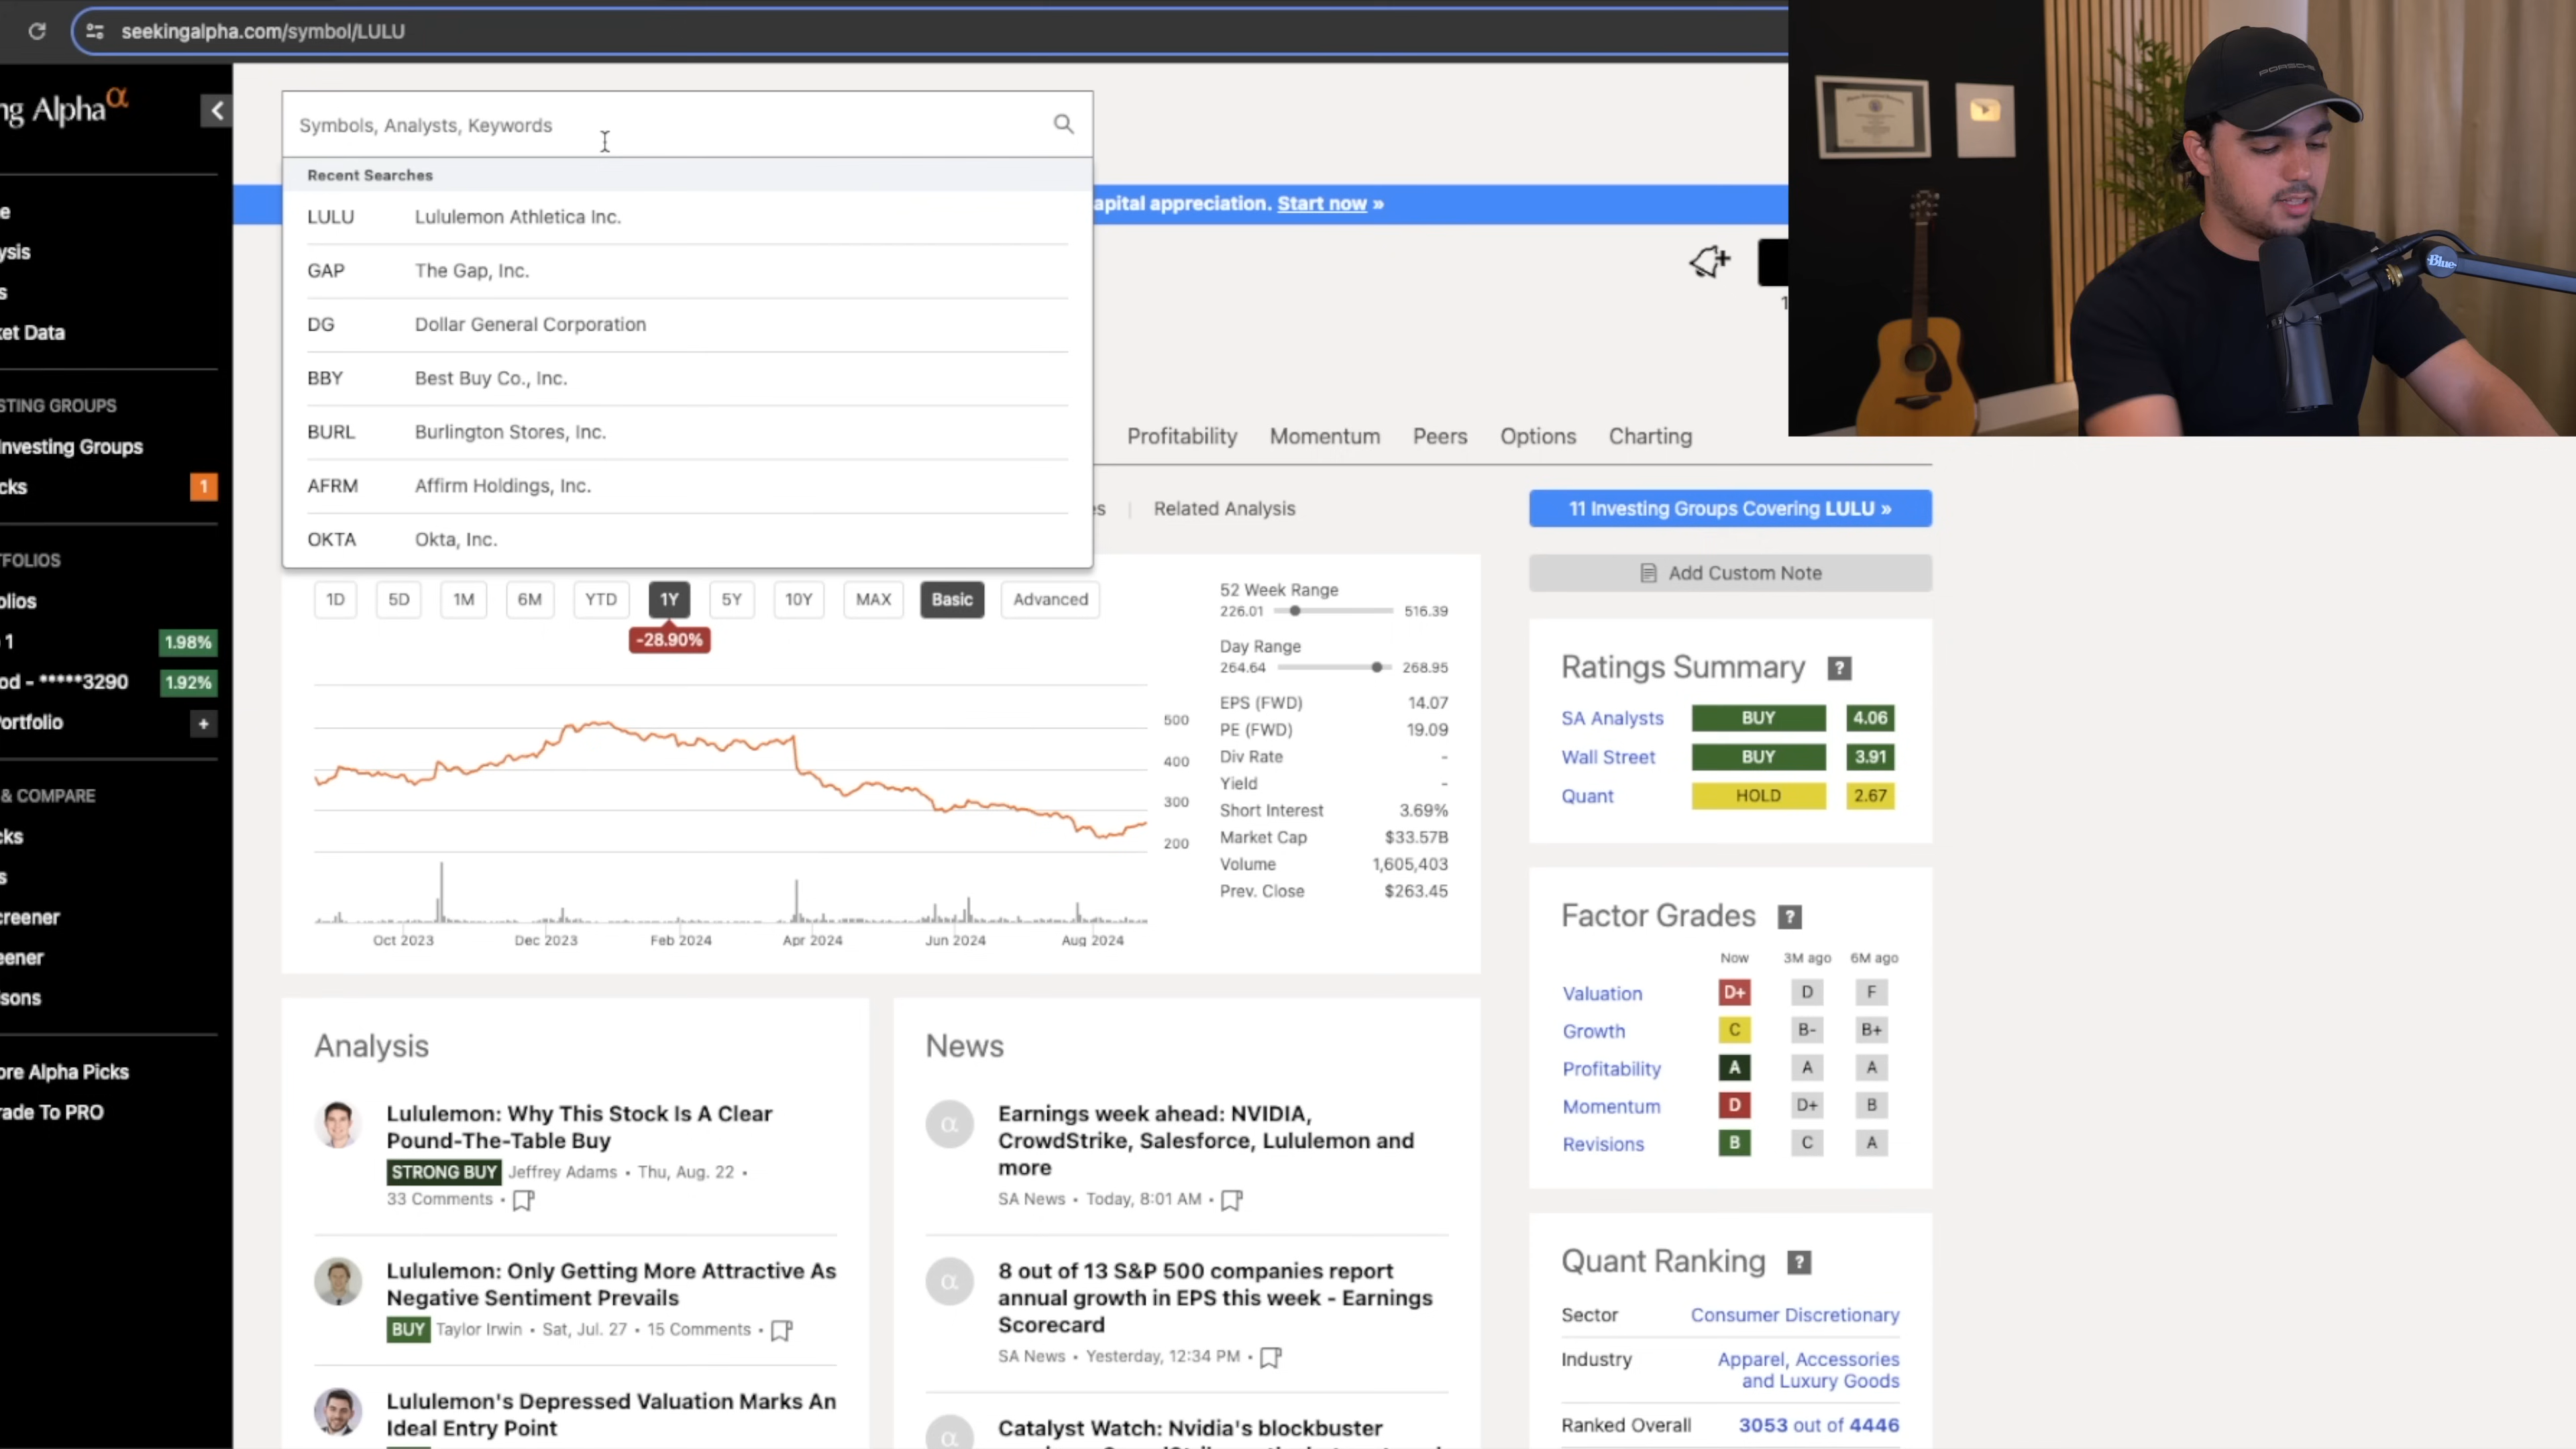 seekingalpha.com/symbol/LULU
ng Alphaα
Symbols, Analysts, Keywords
Recent Searches
LULU Lululemon Athletica Inc.
GAP The Gap, Inc.
DG Dollar General Corporation
BBY Best Buy Co., Inc.
BURL Burlington Stores, Inc.
AFRM Affirm Holdings, Inc.
OKTA Okta, Inc.
apital appreciation. Start now »
e
ysis
s
ket Data
STING GROUPS
Investing Groups
cks 1
TFOLIOS
olios
1 1.98%
od - *****3290 1.92%
ortfolio +
& COMPARE
cks
s
creener
eener
isons
ore Alpha Picks
rade To PRO
PORSCHE
Blue
1
Profitability Momentum Peers Options Charting
es | Related Analysis
11 Investing Groups Covering LULU »
Add Custom Note
1D 5D 1M 6M YTD 1Y 5Y 10Y MAX Basic Advanced
-28.90%
500
400
300
200
Oct 2023 Dec 2023 Feb 2024 Apr 2024 Jun 2024 Aug 2024
52 Week Range
226.01 516.39
Day Range
264.64 268.95
EPS (FWD) 14.07
PE (FWD) 19.09
Div Rate -
Yield -
Short Interest 3.69%
Market Cap $33.57B
Volume 1,605,403
Prev. Close $263.45
Ratings Summary ?
SA Analysts BUY 4.06
Wall Street BUY 3.91
Quant HOLD 2.67
Factor Grades ?
Now 3M ago 6M ago
Valuation D+ D F
Growth C B- B+
Profitability A A A
Momentum D D+ B
Revisions B C A
Quant Ranking ?
Sector Consumer Discretionary
Industry Apparel, Accessories
and Luxury Goods
Ranked Overall 3053 out of 4446
Analysis
Lululemon: Why This Stock Is A Clear
Pound-The-Table Buy
STRONG BUY Jeffrey Adams • Thu, Aug. 22 •
33 Comments •
Lululemon: Only Getting More Attractive As
Negative Sentiment Prevails
BUY Taylor Irwin • Sat, Jul. 27 • 15 Comments •
Lululemon's Depressed Valuation Marks An
Ideal Entry Point
News
α Earnings week ahead: NVIDIA,
CrowdStrike, Salesforce, Lululemon and
more
SA News • Today, 8:01 AM •
α 8 out of 13 S&P 500 companies report
annual growth in EPS this week - Earnings
Scorecard
SA News • Yesterday, 12:34 PM •
α Catalyst Watch: Nvidia's blockbuster